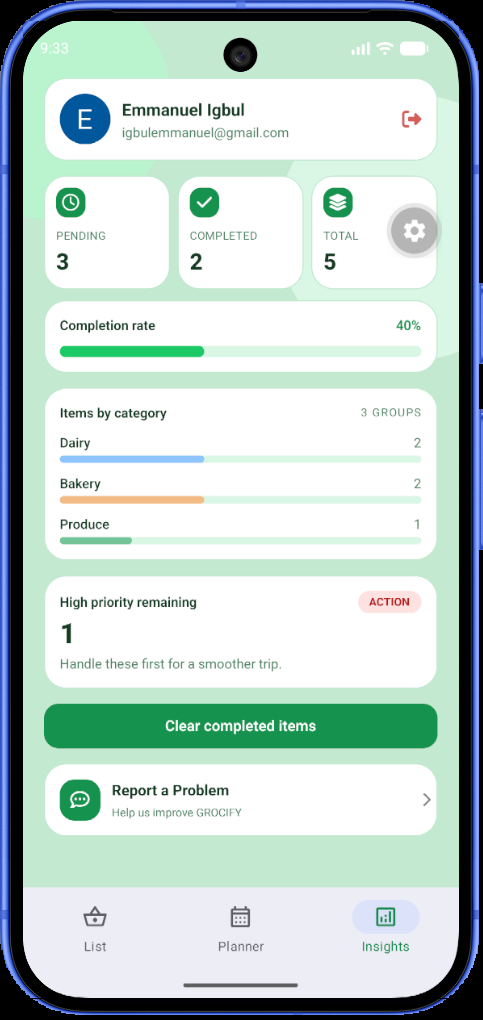 9:33
E
Emmanuel Igbul
igbulemmanuel@gmail.com
PENDING
3
COMPLETED
2
TOTAL
5
Completion rate
40%
Items by category
3 GROUPS
Dairy
2
Bakery
2
Produce
1
High priority remaining
ACTION
1
Handle these first for a smoother trip.
Clear completed items
Report a Problem
Help us improve GROCIFY
List
Planner
Insights